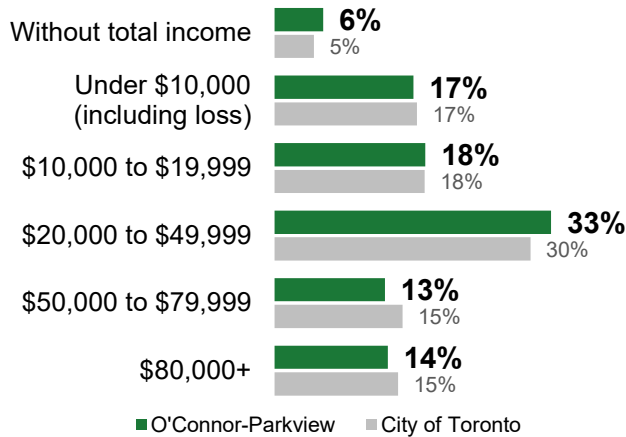 Without total income
6%
5%
Under $10,000
(including loss)
17%
17%
$10,000 to $19,999
18%
18%
$20,000 to $49,999
33%
30%
$50,000 to $79,999
13%
15%
$80,000+
14%
15%
O'Connor-Parkview City of Toronto